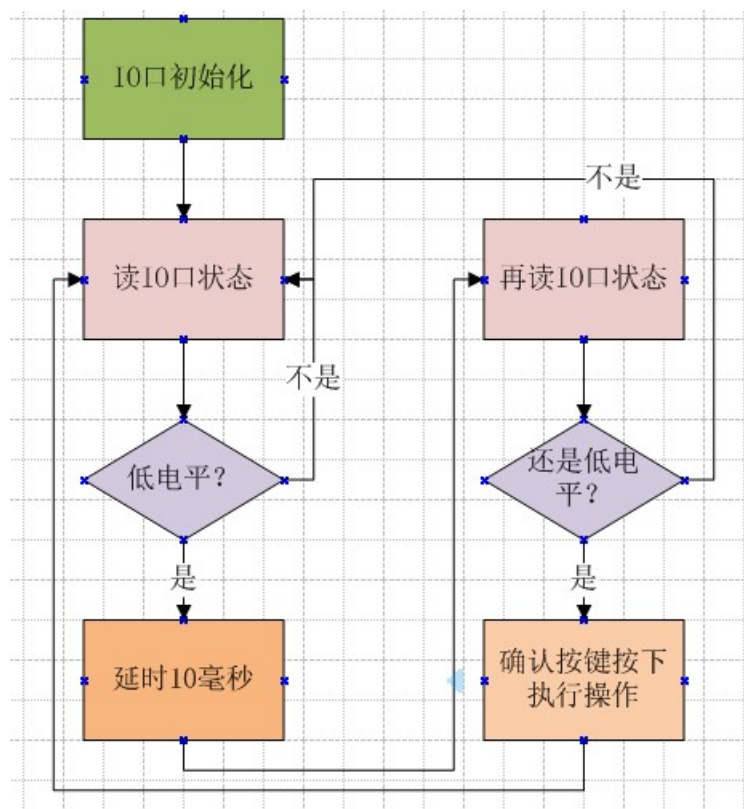 IO口初始化
不是
读IO口状态
再读IO口状态
不是
低电平?
还是低电
平?
是
是
延时10毫秒
确认按键按下
执行操作